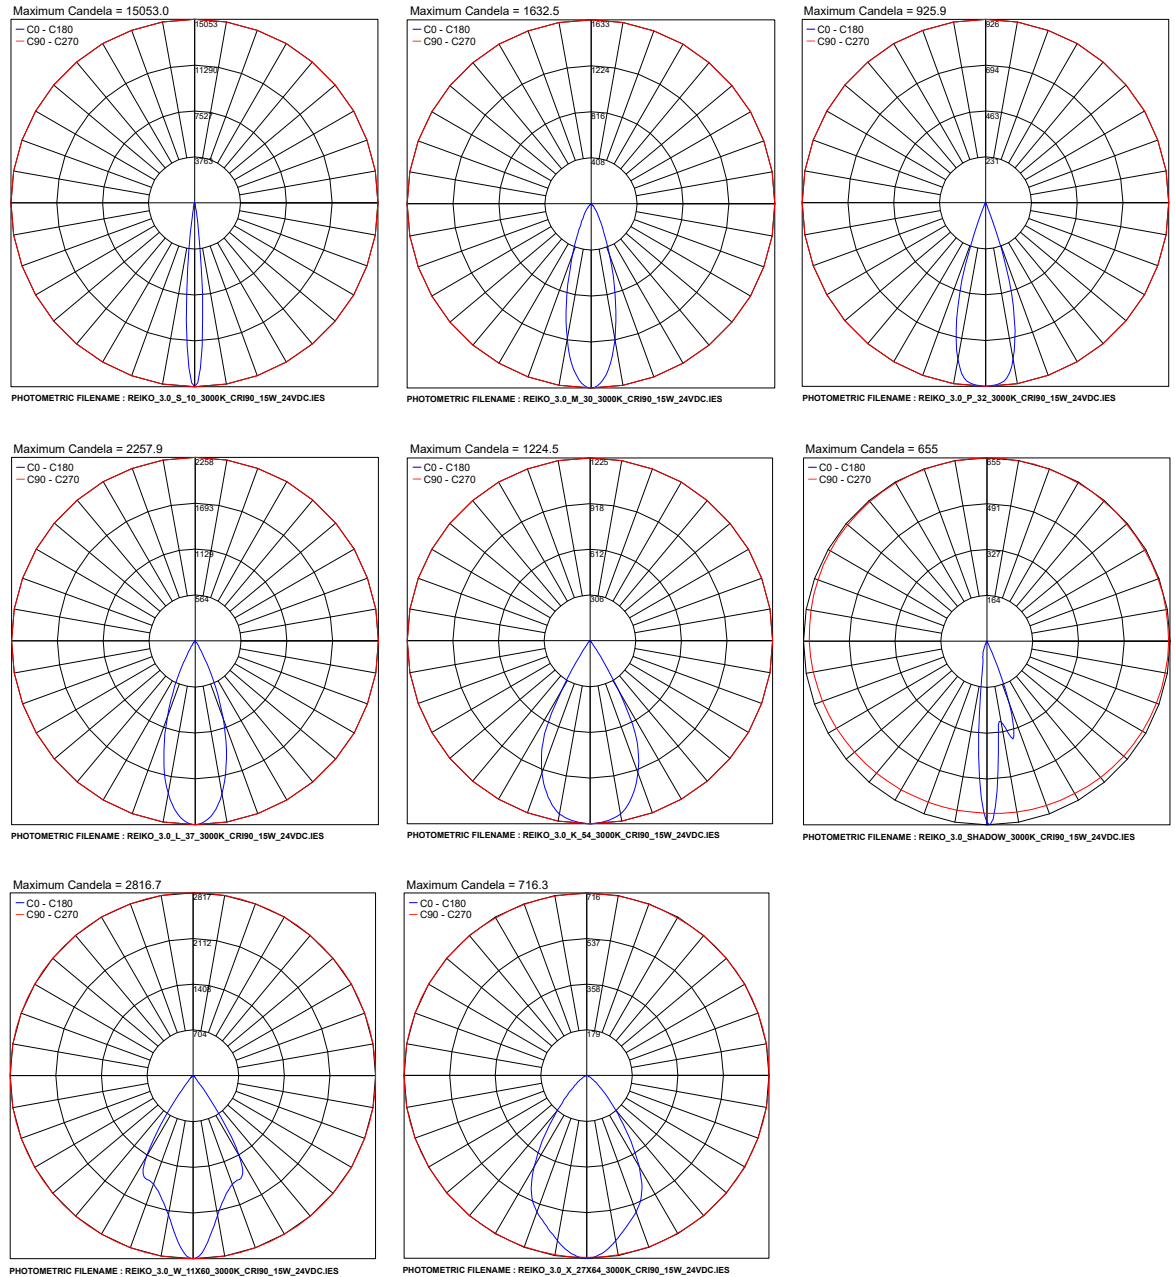 Maximum Candela = 15053.0
C0 - C180
C90 - C270
15053
11290
7527
3763
PHOTOMETRIC FILENAME : REIKO_3.0_S_10_3000K_CRI90_15W_24VDC.IES
Maximum Candela = 1632.5
C0 - C180
C90 - C270
1633
1224
816
408
PHOTOMETRIC FILENAME : REIKO_3.0_M_30_3000K_CRI90_15W_24VDC.IES
Maximum Candela = 925.9
C0 - C180
C90 - C270
926
694
463
231
PHOTOMETRIC FILENAME : REIKO_3.0_P_32_3000K_CRI90_15W_24VDC.IES
Maximum Candela = 2257.9
C0 - C180
C90 - C270
2258
1693
1129
564
PHOTOMETRIC FILENAME : REIKO_3.0_L_37_3000K_CRI90_15W_24VDC.IES
Maximum Candela = 1224.5
C0 - C180
C90 - C270
1225
918
612
306
PHOTOMETRIC FILENAME : REIKO_3.0_K_54_3000K_CRI90_15W_24VDC.IES
Maximum Candela = 655
C0 - C180
C90 - C270
655
491
327
164
PHOTOMETRIC FILENAME : REIKO_3.0_SHADOW_3000K_CRI90_15W_24VDC.IES
Maximum Candela = 2816.7
C0 - C180
C90 - C270
2817
2112
1408
704
PHOTOMETRIC FILENAME : REIKO_3.0_W_11X60_3000K_CRI90_15W_24VDC.IES
Maximum Candela = 716.3
C0 - C180
C90 - C270
716
537
358
179
PHOTOMETRIC FILENAME : REIKO_3.0_X_27X64_3000K_CRI90_15W_24VDC.IES